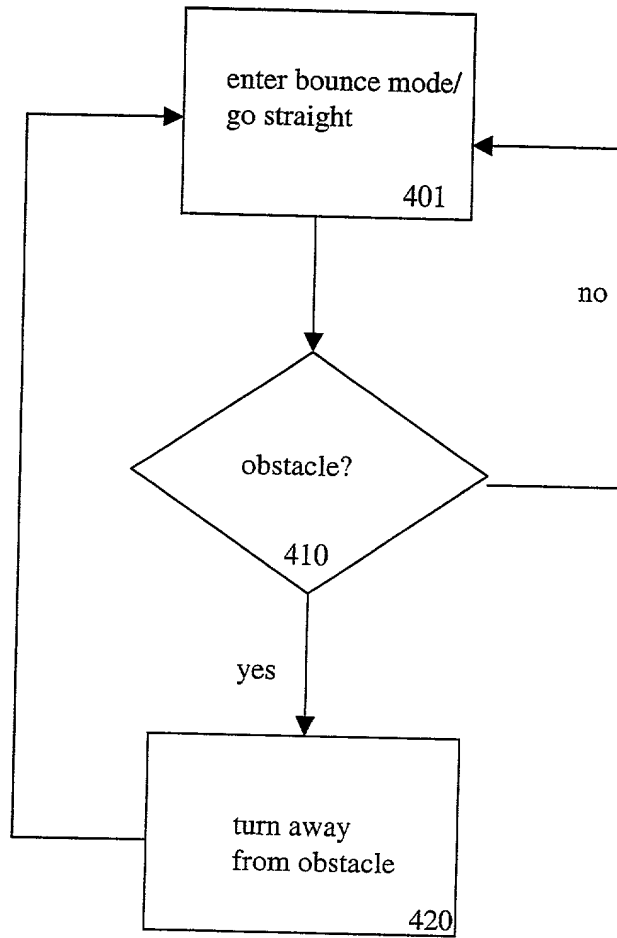 enter bounce mode/
go straight
401
no
obstacle?
410
yes
turn away
from obstacle
420